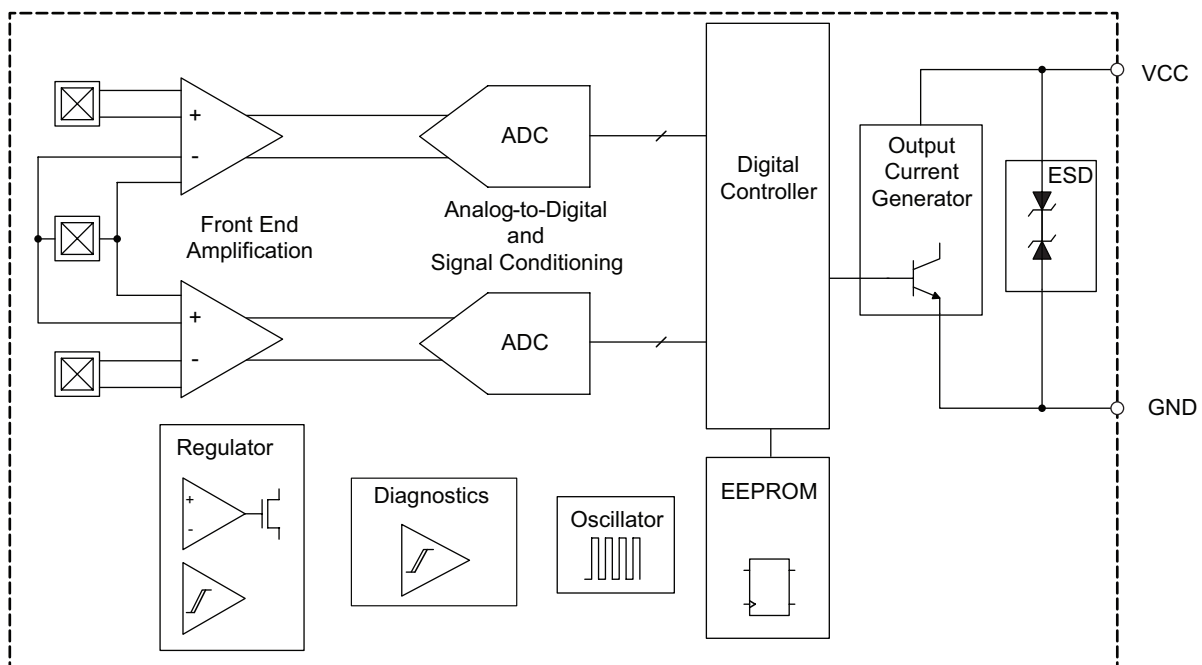 VCC
+
-
ADC
Output
Current
Generator
Digital
Controller
ESD
Front End
Amplification
Analog-to-Digital
and
Signal Conditioning
+
-
ADC
GND
Regulator
+
-
Diagnostics
Oscillator
EEPROM